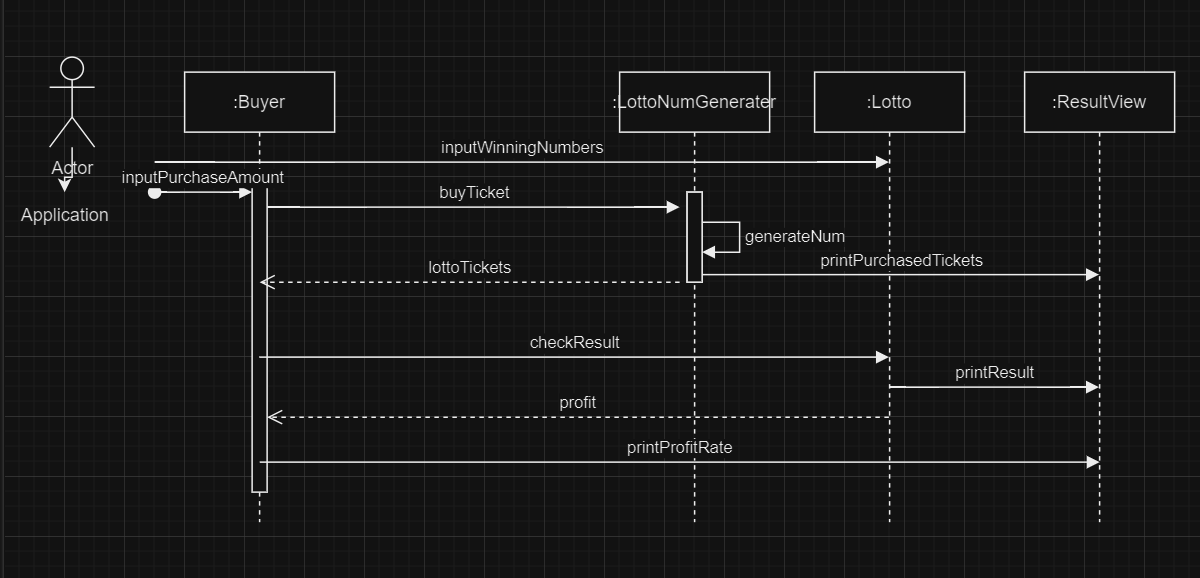 :Buyer
:LottoNumGenerater
:Lotto
:ResultView
Actor
Application
inputWinningNumbers
inputPurchaseAmount
buyTicket
generateNum
printPurchasedTickets
lottoTickets
checkResult
printResult
profit
printProfitRate